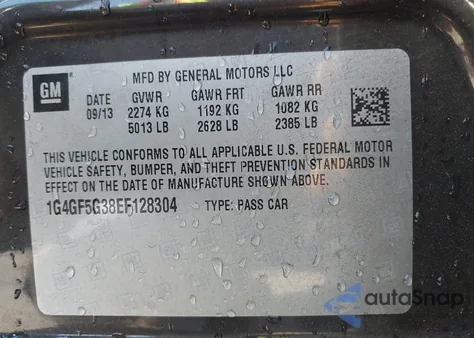 GM
MFD BY GENERAL MOTORS LLC
DATE GVWR GAWR FRT GAWR RR
09/13 2274 KG 1192 KG 1082 KG
5013 LB 2628 LB 2385 LB
THIS VEHICLE CONFORMS TO ALL APPLICABLE U.S. FEDERAL MOTOR
VEHICLE SAFETY, BUMPER, AND THEFT PREVENTION STANDARDS IN
EFFECT ON THE DATE OF MANUFACTURE SHOWN ABOVE.
1G4GF5G38EF128304 TYPE: PASS CAR
autoSnap